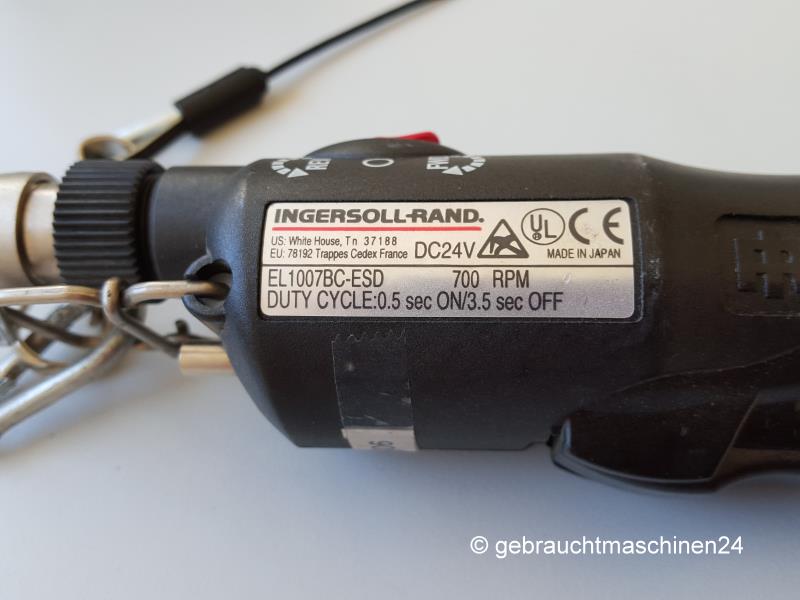 REV
FWD
INGERSOLL-RAND.
US: White House, Tn 37188
EU: 78192 Trappes Cedex France
DC24V
UL
CE
MADE IN JAPAN
EL1007BC-ESD 700 RPM
DUTY CYCLE:0.5 sec ON/3.5 sec OFF
© gebrauchtmaschinen24